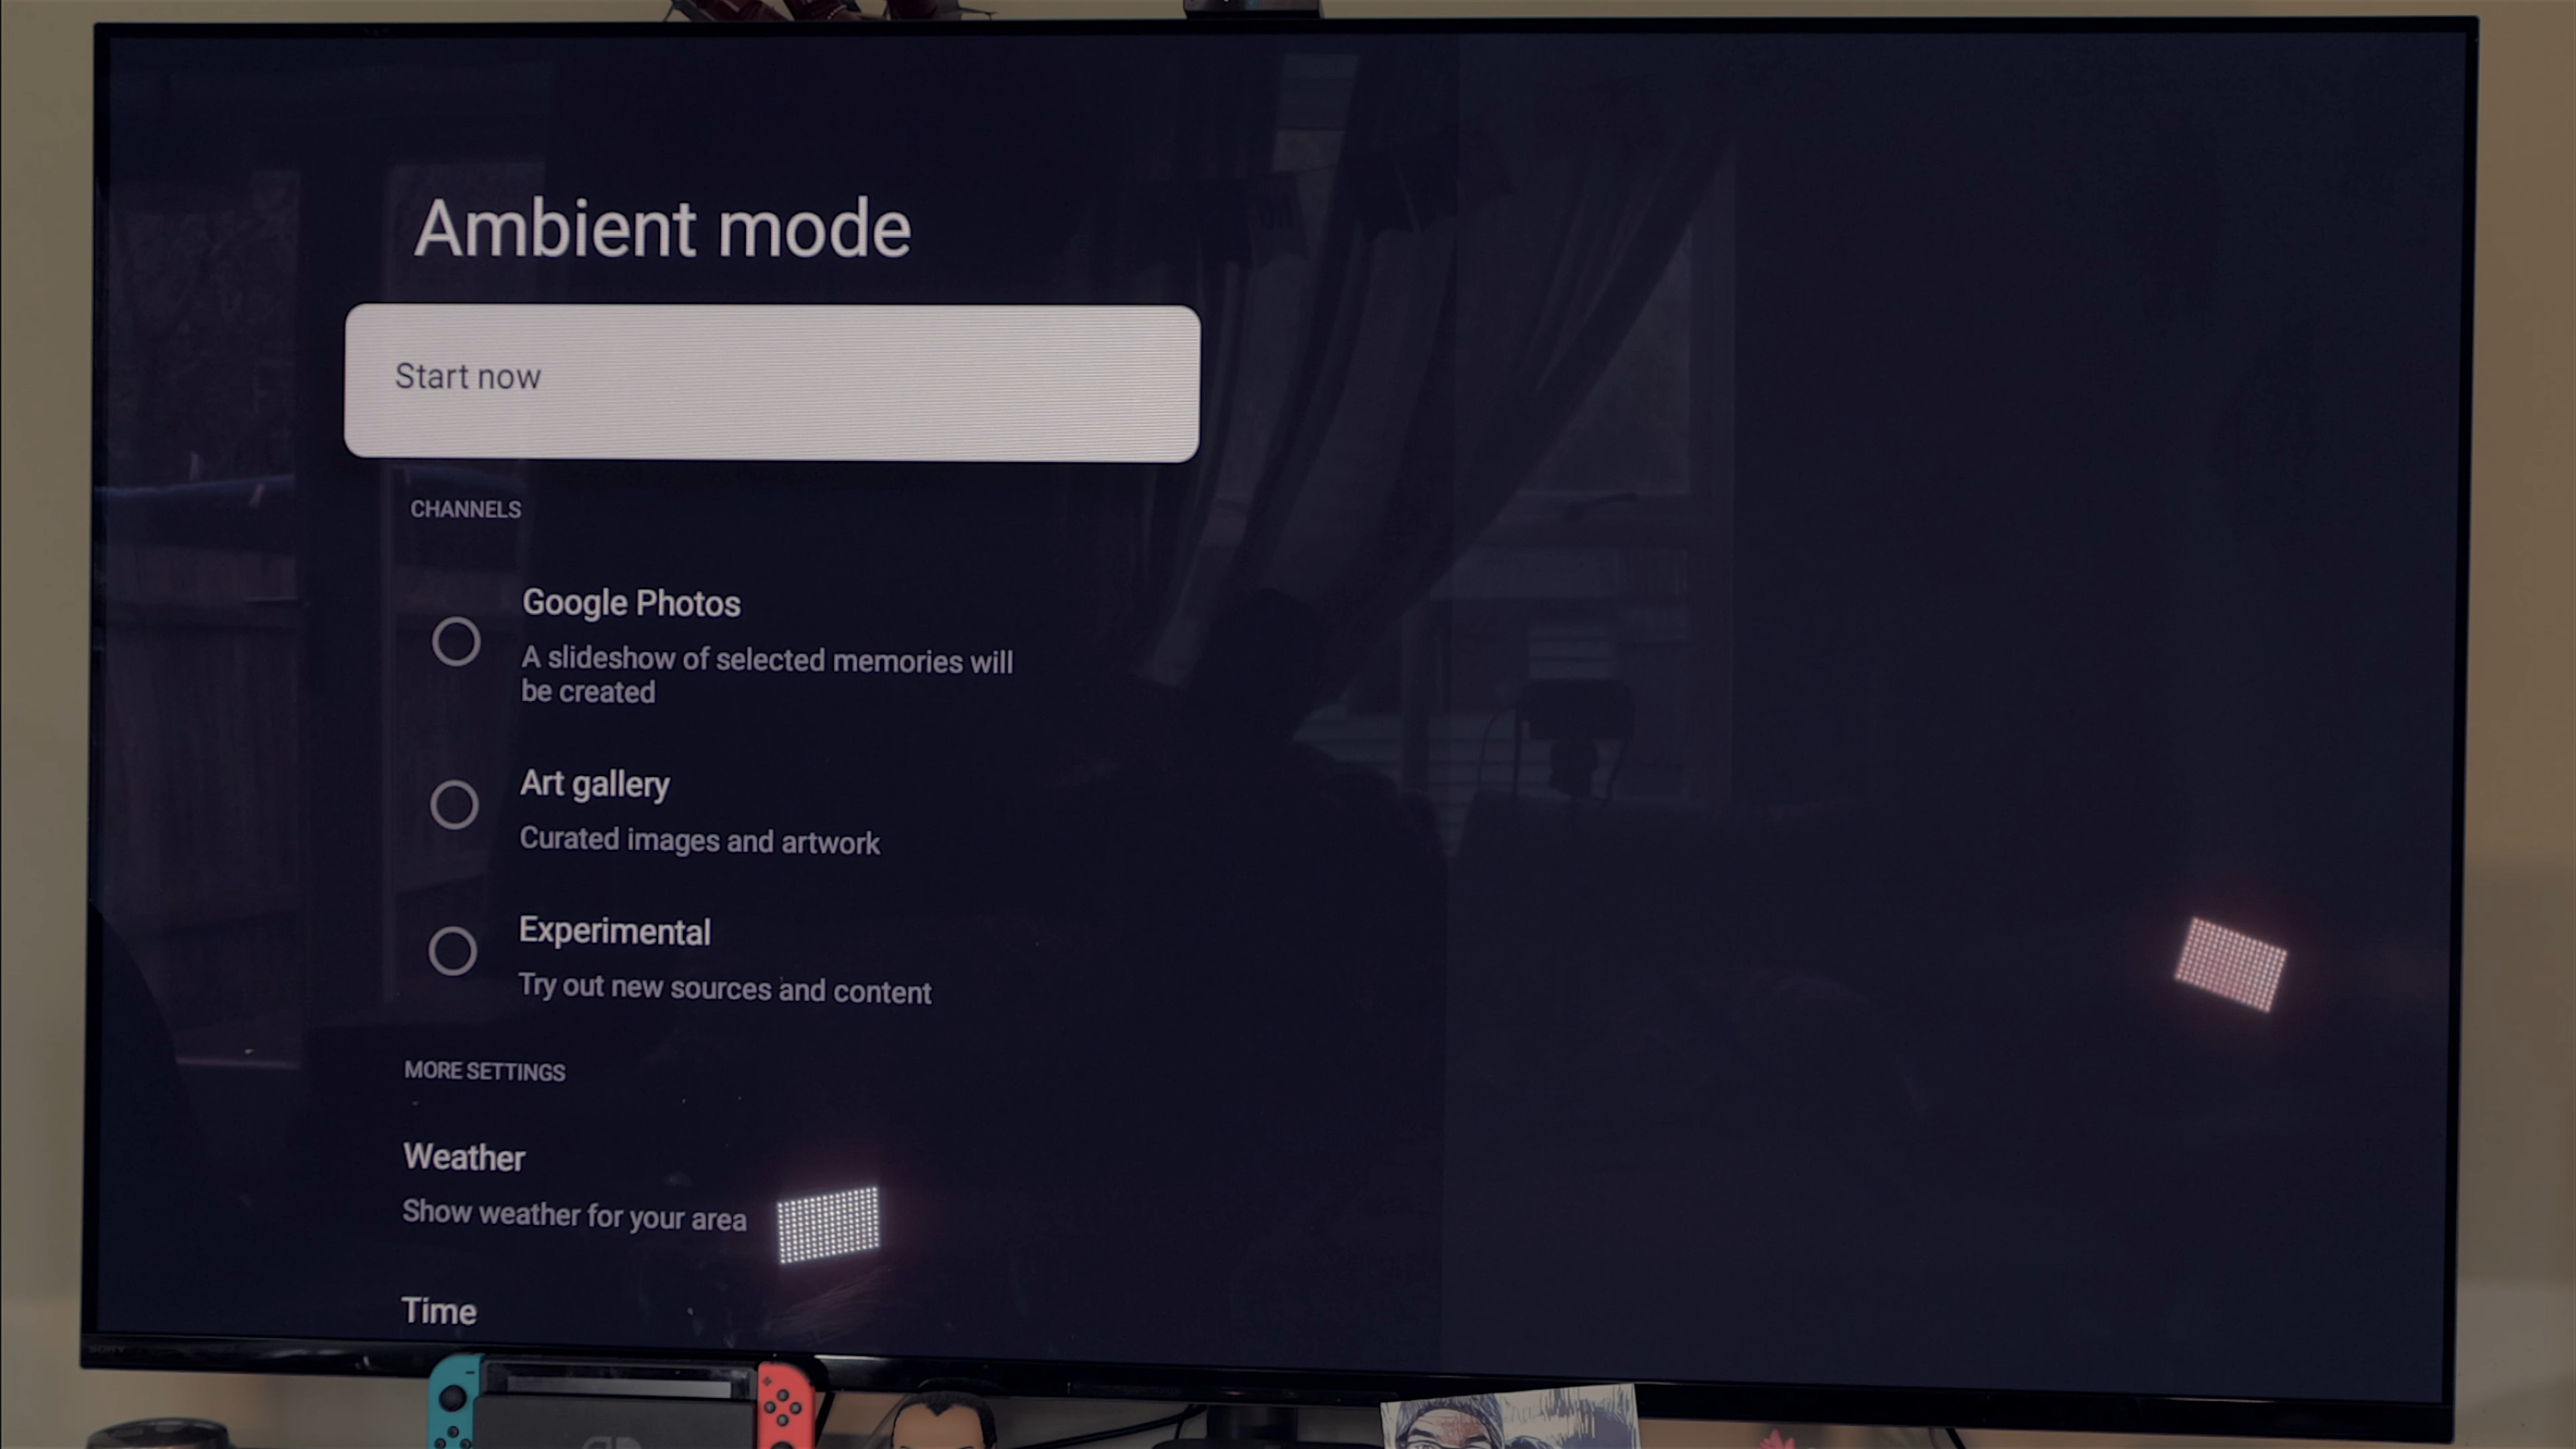 Ambient mode
Start now
CHANNELS
Google Photos
A slideshow of selected memories will
be created
Art gallery
Curated images and artwork
Experimental
Try out new sources and content
MORE SETTINGS
Weather
Show weather for your area
Time
SONY